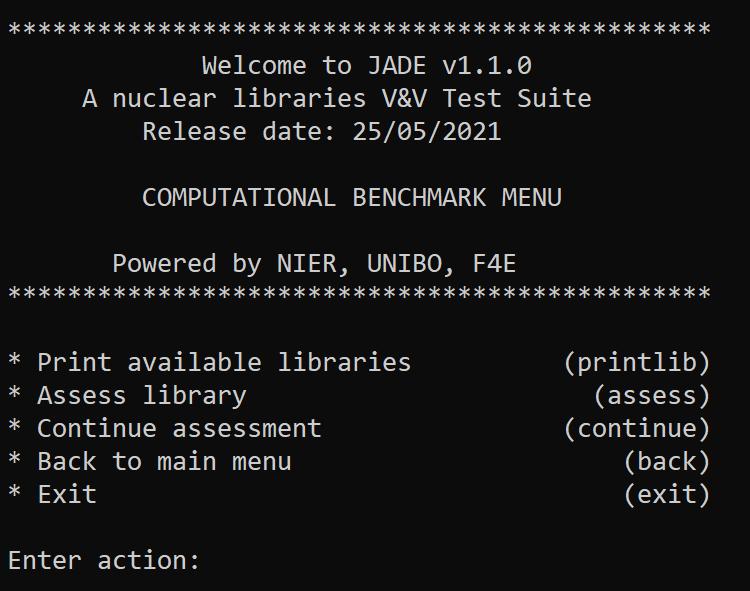 ***********************************************
Welcome to JADE v1.1.0
A nuclear libraries V&V Test Suite
Release date: 25/05/2021
COMPUTATIONAL BENCHMARK MENU
Powered by NIER, UNIBO, F4E
***********************************************
* Print available libraries (printlib)
* Assess library (assess)
* Continue assessment (continue)
* Back to main menu (back)
* Exit (exit)
Enter action: